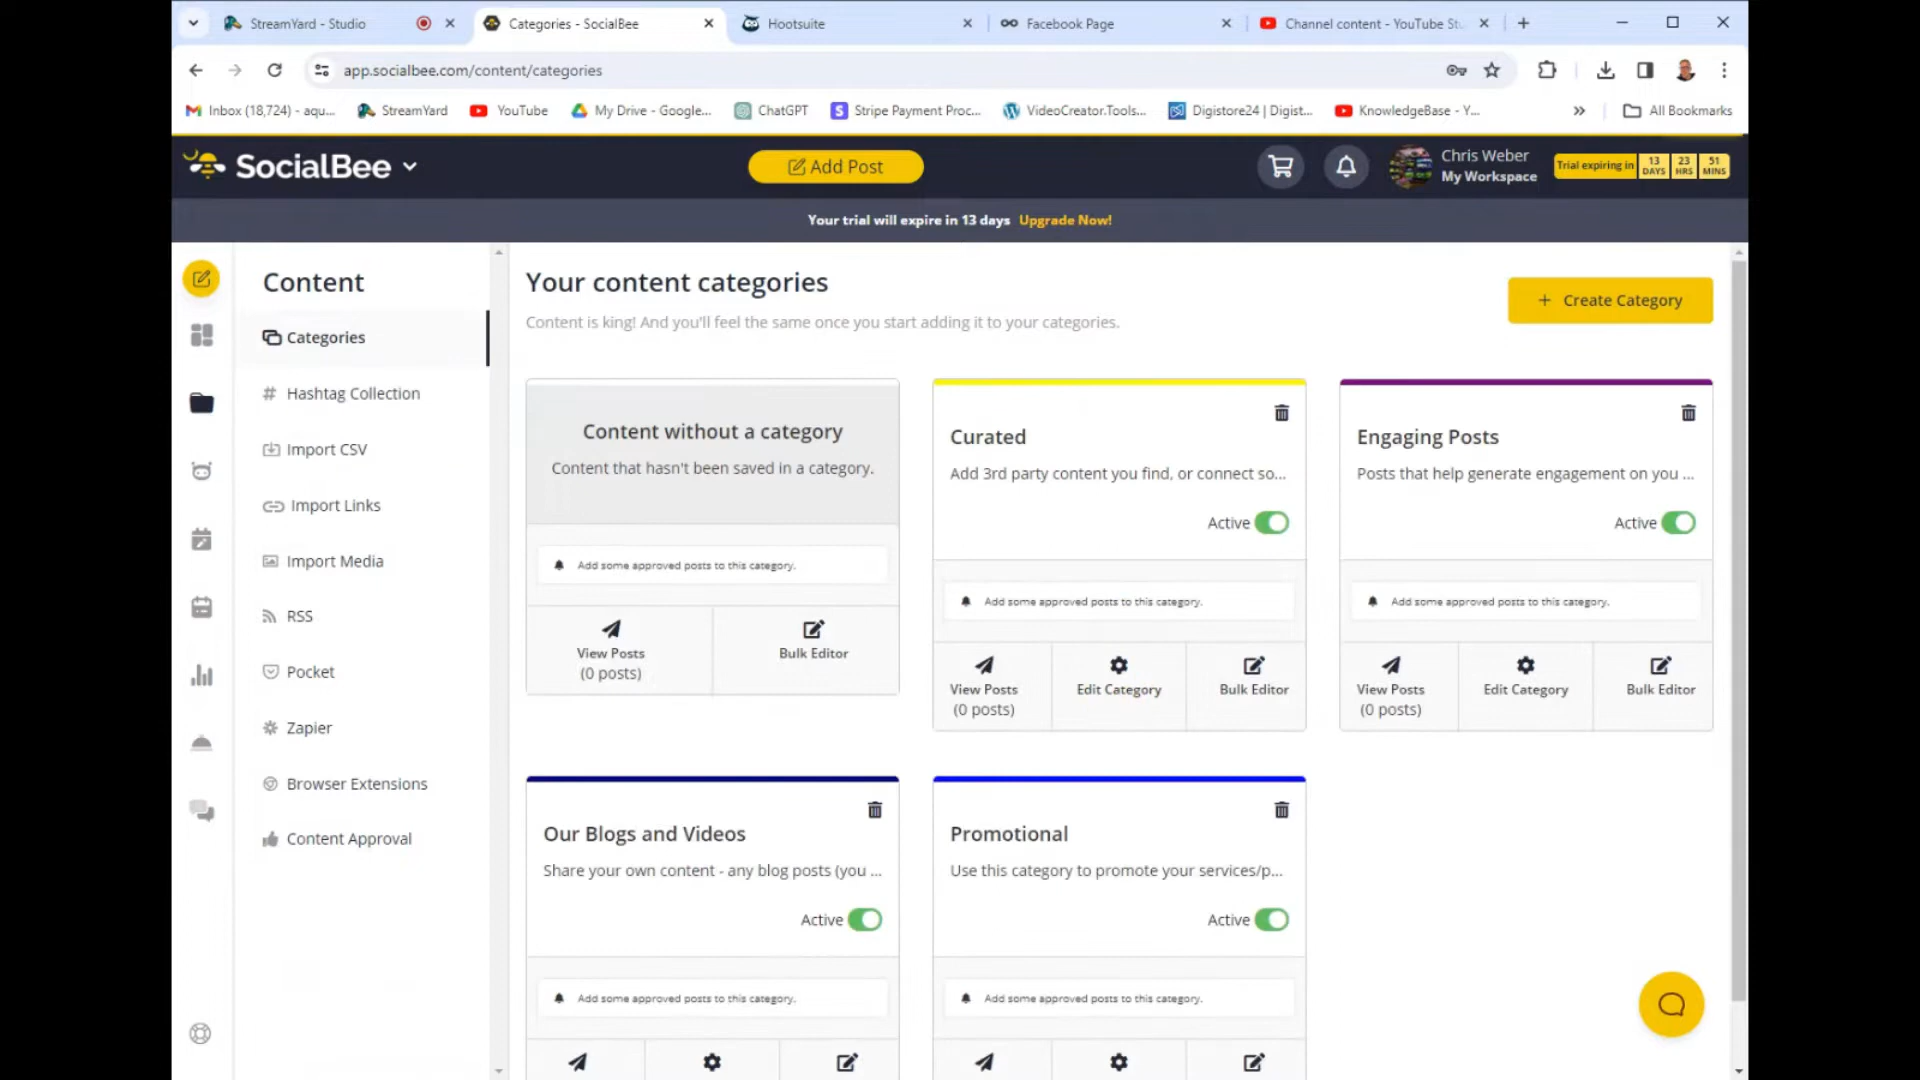 StreamYard - Studio
Categories - SocialBee
Hootsuite
Facebook Page
Channel content - YouTube Stu
app.socialbee.com/content/categories
Inbox (18,724) - aqu...
StreamYard
YouTube
My Drive - Google...
ChatGPT
Stripe Payment Proc...
VideoCreator.Tools...
Digistore24 | Digist...
KnowledgeBase - Y...
All Bookmarks
SocialBee
Add Post
Chris Weber
My Workspace
Trial expiring in
13 DAYS
23 HRS
51 MINS
Your trial will expire in 13 days Upgrade Now!
Content
Categories
Hashtag Collection
Import CSV
Import Links
Import Media
RSS
Pocket
Zapier
Browser Extensions
Content Approval
Your content categories
Content is king! And you'll feel the same once you start adding it to your categories.
+ Create Category
Content without a category
Content that hasn't been saved in a category.
Add some approved posts to this category.
View Posts
(0 posts)
Bulk Editor
Curated
Add 3rd party content you find, or connect so...
Active
Add some approved posts to this category.
View Posts
(0 posts)
Edit Category
Bulk Editor
Engaging Posts
Posts that help generate engagement on you ...
Active
Add some approved posts to this category.
View Posts
(0 posts)
Edit Category
Bulk Editor
Our Blogs and Videos
Share your own content - any blog posts (you ...
Active
Add some approved posts to this category.
Promotional
Use this category to promote your services/p...
Active
Add some approved posts to this category.